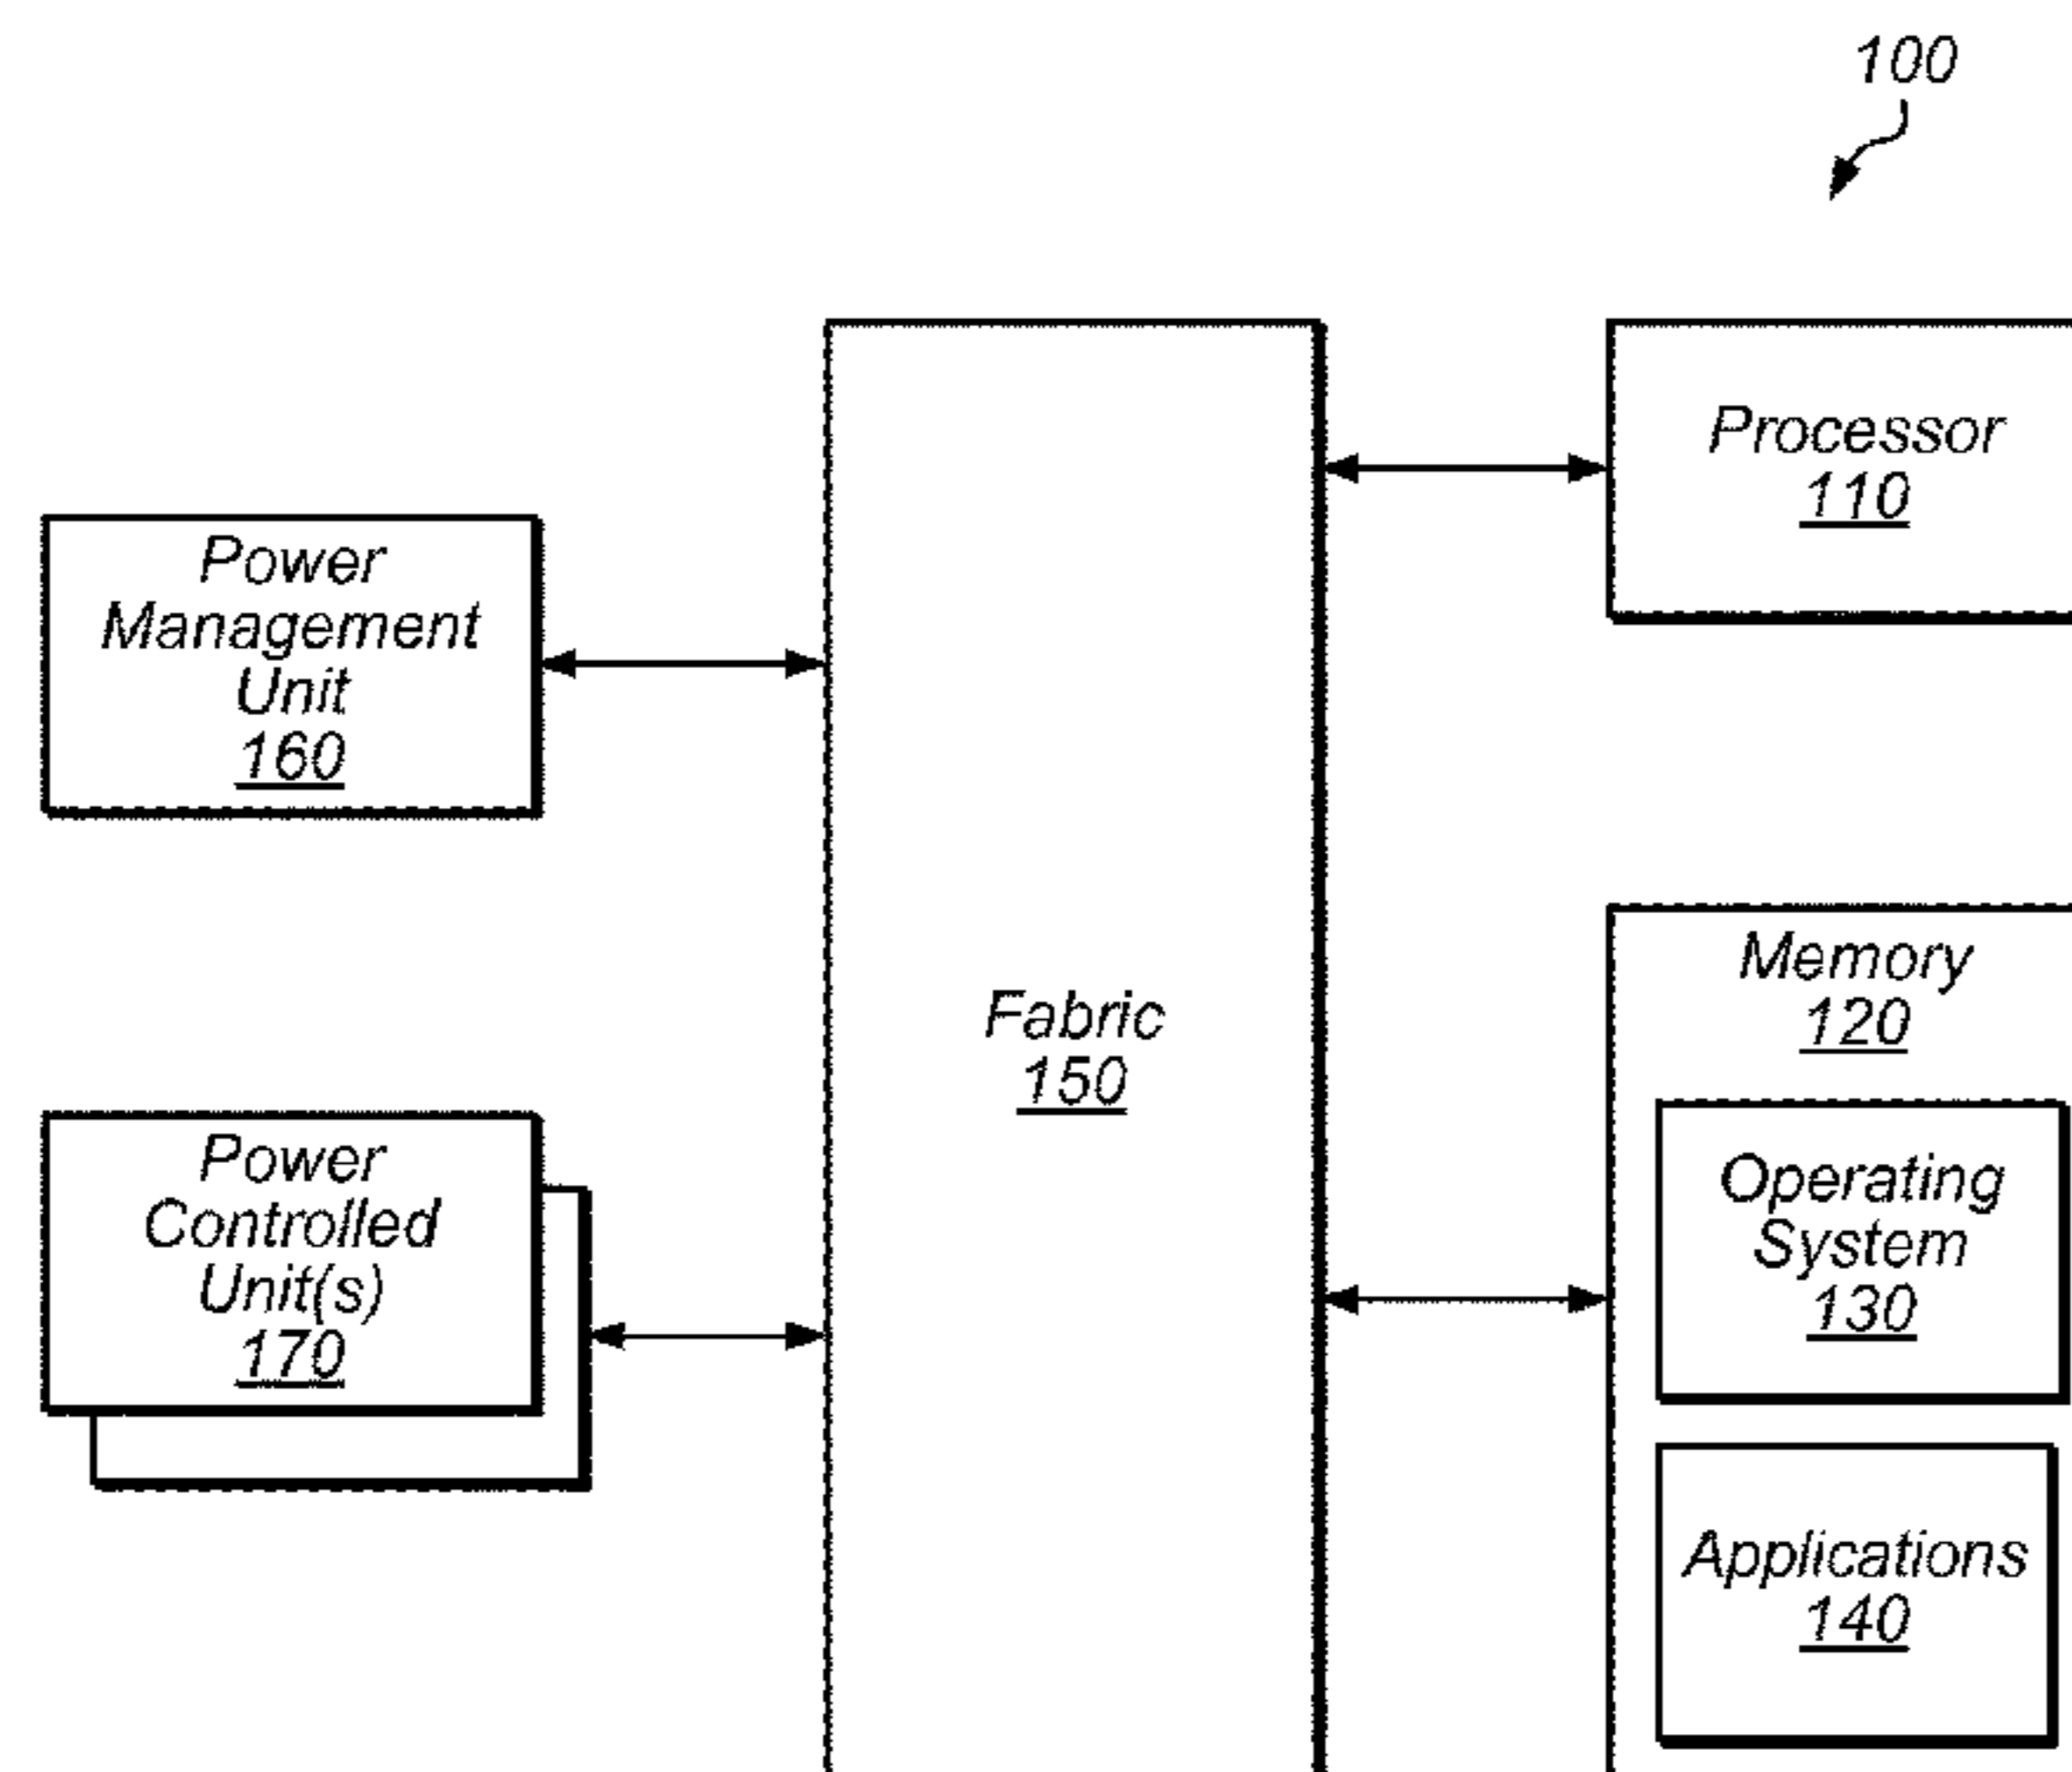 100
Processor
110
Power
Management
Unit
160
Memory
120
Fabric
150
Operating
System
130
Power
Controlled
Unit(s)
170
Applications
140